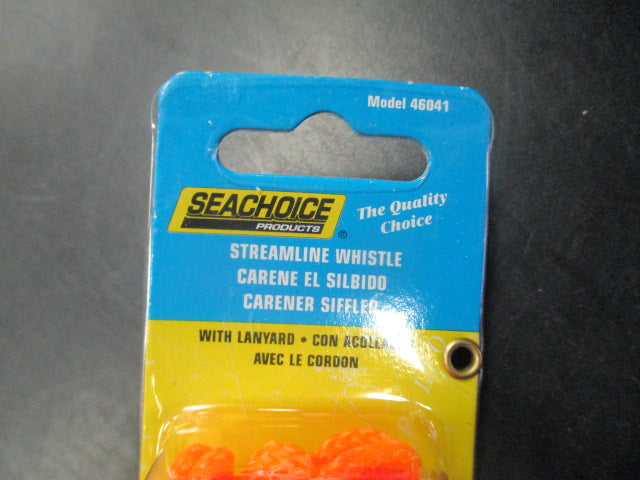 Model 46041
SEACHOICE
PRODUCTS
®
The Quality
Choice
STREAMLINE WHISTLE
CARENE EL SILBIDO
CARENER SIFFLER
WITH LANYARD • CON
AVEC LE CORDON